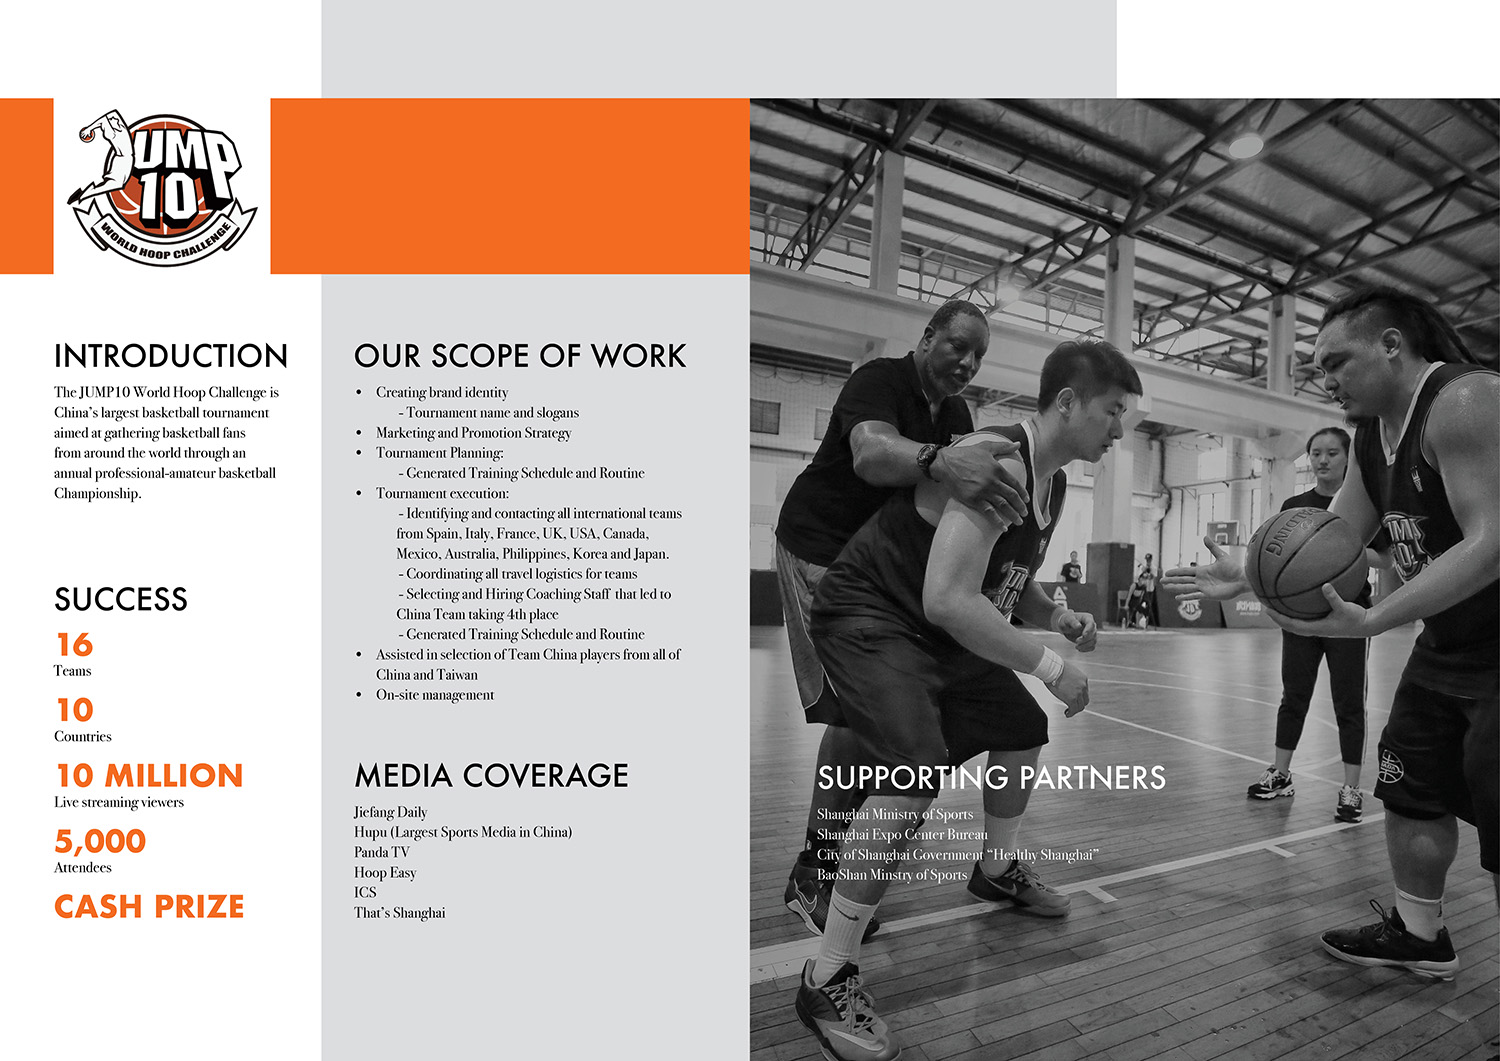 JUMP
10
WORLD HOOP CHALLENGE
INTRODUCTION
The JUMP10 World Hoop Challenge is
China's largest basketball tournament
aimed at gathering basketball fans
from around the world through an
annual professional-amateur basketball
Championship.
SUCCESS
16
Teams
10
Countries
10 MILLION
Live streaming viewers
5,000
Attendees
CASH PRIZE
OUR SCOPE OF WORK
• Creating brand identity
- Tournament name and slogans
• Marketing and Promotion Strategy
• Tournament Planning:
- Generated Training Schedule and Routine
• Tournament execution:
- Identifying and contacting all international teams
from Spain, Italy, France, UK, USA, Canada,
Mexico, Australia, Philippines, Korea and Japan.
- Coordinating all travel logistics for teams
- Selecting and Hiring Coaching Staff that led to
China Team taking 4th place
- Generated Training Schedule and Routine
• Assisted in selection of Team China players from all of
China and Taiwan
• On-site management
MEDIA COVERAGE
Jiefang Daily
Hupu (Largest Sports Media in China)
Panda TV
Hoop Easy
ICS
That's Shanghai
SPALDING
SUPPORTING PARTNERS
Shanghai Ministry of Sports
Shanghai Expo Center Bureau
City of Shanghai Government “Healthy Shanghai”
BaoShan Minstry of Sports